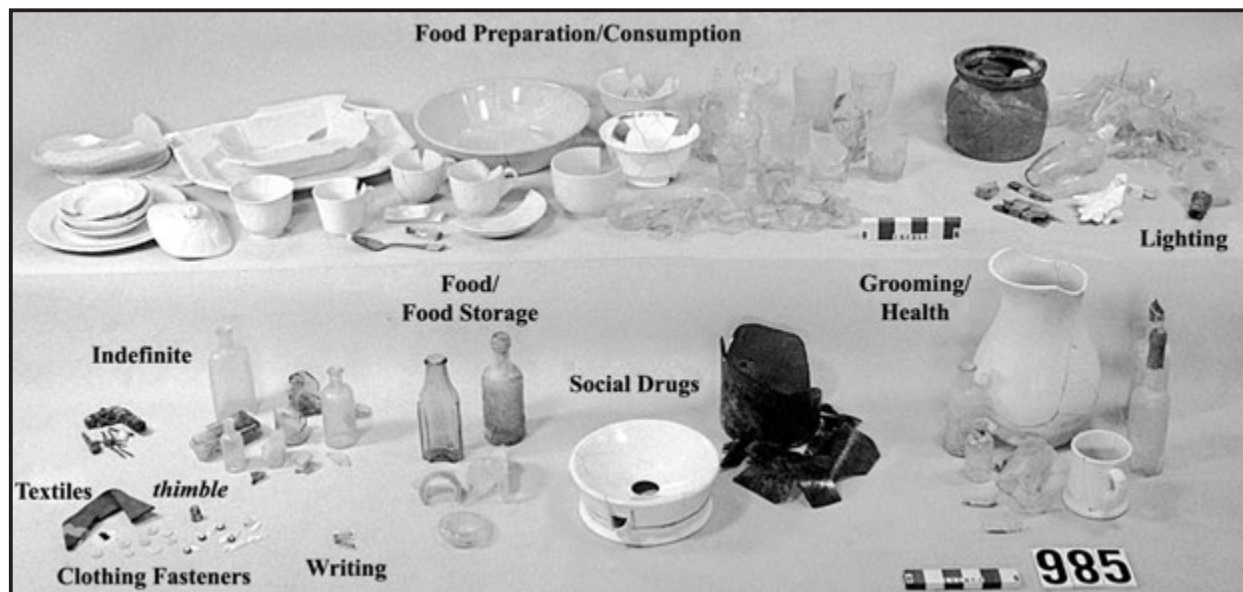 Food Preparation/Consumption
Lighting
Food/
Food Storage
Grooming/
Health
Indefinite
Social Drugs
Textiles
thimble
Writing
Clothing Fasteners
985